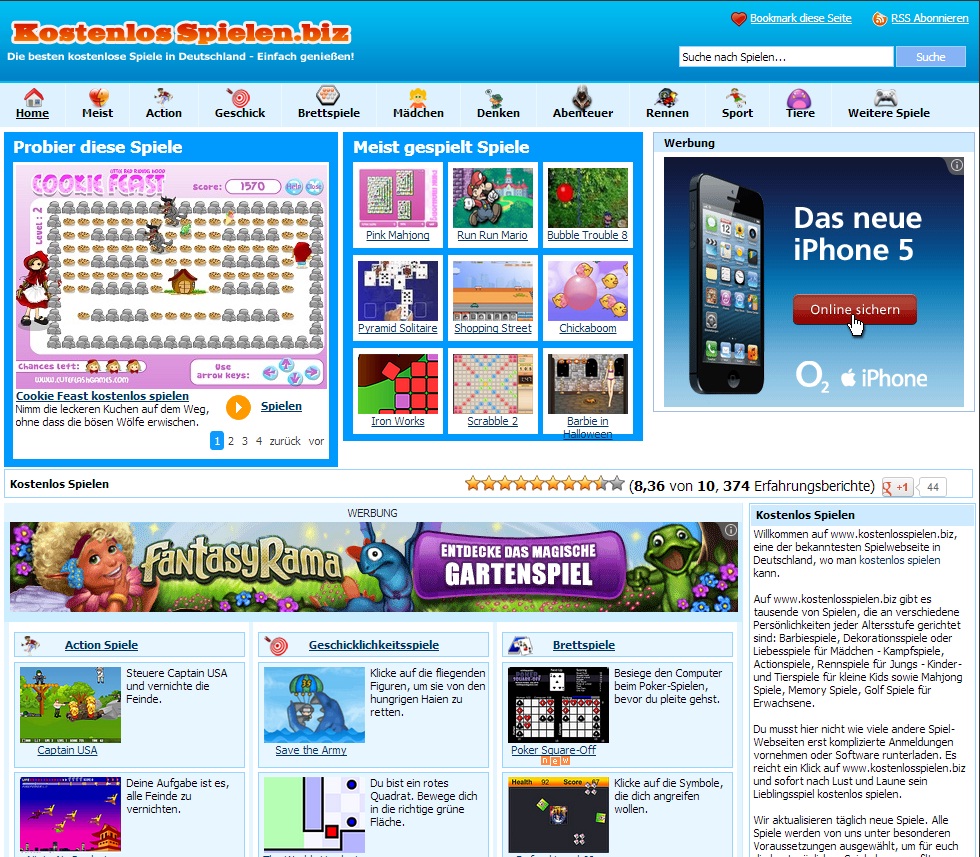 Kostenlos Spielen.biz
Die besten kostenlose Spiele in Deutschland - Einfach genießen!
Bookmark diese Seite
RSS Abonnieren
Suche nach Spielen...
Suche
Home
Meist
Action
Geschick
Brettspiele
Mädchen
Denken
Abenteuer
Rennen
Sport
Tiere
Weitere Spiele
Probier diese Spiele
LITTLE RED RIDING HOOD
COOKIE FEAST
Score: 1570
Help
Close
Level: 2
Chances left:
WWW.CUTEFLASHGAMES.COM
Use
arrow keys:
Cookie Feast kostenlos spielen
Nimm die leckeren Kuchen auf dem Weg,
ohne dass die bösen Wölfe erwischen.
Spielen
1 2 3 4 zurück vor
Meist gespielt Spiele
Pink Mahjong
Run Run Mario
Bubble Trouble 8
Pyramid Solitaire
Shopping Street
Chickaboom
Iron Works
Scrabble 2
Barbie in
Halloween
Werbung
Das neue
iPhone 5
Online sichern
O2 iPhone
Kostenlos Spielen
(8,36 von 10, 374 Erfahrungsberichte)
g +1 44
WERBUNG
FANTASYRAMA
ENTDECKE DAS MAGISCHE
GARTENSPIEL
Action Spiele
Steuere Captain USA
und vernichte die
Feinde.
Captain USA
Deine Aufgabe ist es,
alle Feinde zu
vernichten.
Geschicklichkeitsspiele
Klicke auf die fliegenden
Figuren, um sie von den
hungrigen Haien zu
retten.
Save the Army
Du bist ein rotes
Quadrat. Bewege dich
in die richtige grüne
Fläche.
Brettspiele
Besiege den Computer
beim Poker-Spielen,
bevor du pleite gehst.
Poker Square-Off
new
Health 92 Score 67
Klicke auf die Symbole,
die dich angreifen
wollen.
Kostenlos Spielen
Willkommen auf www.kostenlosspielen.biz,
eine der bekanntesten Spielwebseite in
Deutschland, wo man kostenlos spielen
kann.
Auf www.kostenlosspielen.biz gibt es
tausende von Spielen, die an verschiedene
Persönlichkeiten jeder Altersstufe gerichtet
sind: Barbiespiele, Dekorationsspiele oder
Liebesspiele für Mädchen - Kampfspiele,
Actionspiele, Rennspiele für Jungs - Kinder-
und Tierspiele für kleine Kids sowie Mahjong
Spiele, Memory Spiele, Golf Spiele für
Erwachsene.
Du musst hier nicht wie viele andere Spiel-
Webseiten erst komplizierte Anmeldungen
vornehmen oder Software runterladen. Es
reicht ein Klick auf www.kostenlosspielen.biz
und sofort nach Lust und Laune sein
Lieblingsspiel kostenlos spielen.
Wir aktualisieren täglich neue Spiele. Alle
Spiele werden von uns unter besonderen
Voraussetzungen ausgewählt, um für euch